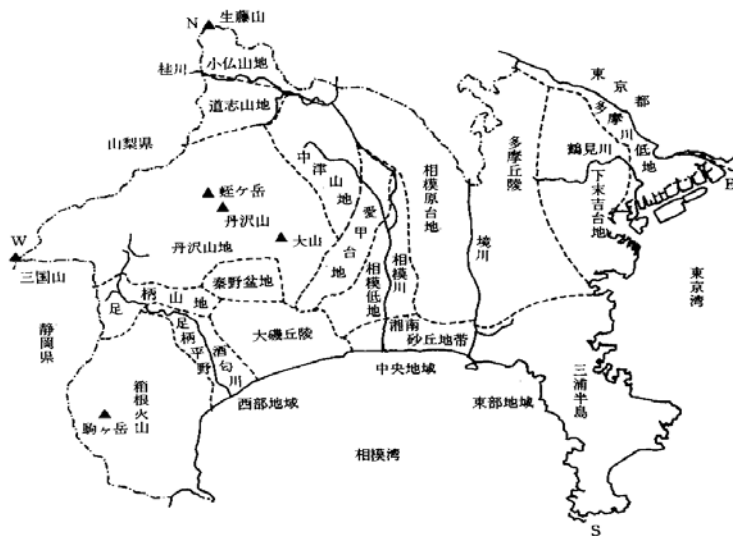 N
生藤山
小仏山地
桂川
道志山地
山梨県
東京都
多摩川低地
鶴見川
E
多摩丘陵
下末吉台地
中津山地
相模原台地
愛甲台地
蛭ヶ岳
丹沢山
大山
丹沢山地
W
三国山
秦野盆地
相模低地
相模川
境川
東京湾
足柄山地
静岡県
足柄平野
酒匂川
大磯丘陵
湘南
砂丘地帯
箱根火山
駒ヶ岳
西部地域
中央地域
東部地域
三浦半島
相模湾
S